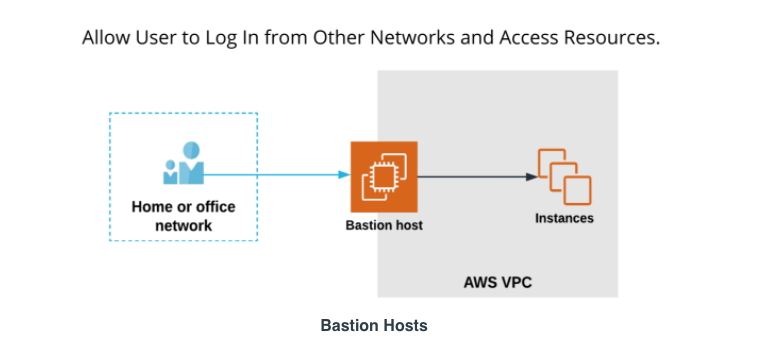 Allow User to Log In from Other Networks and Access Resources.
Home or office
network
Bastion host
Instances
AWS VPC
Bastion Hosts